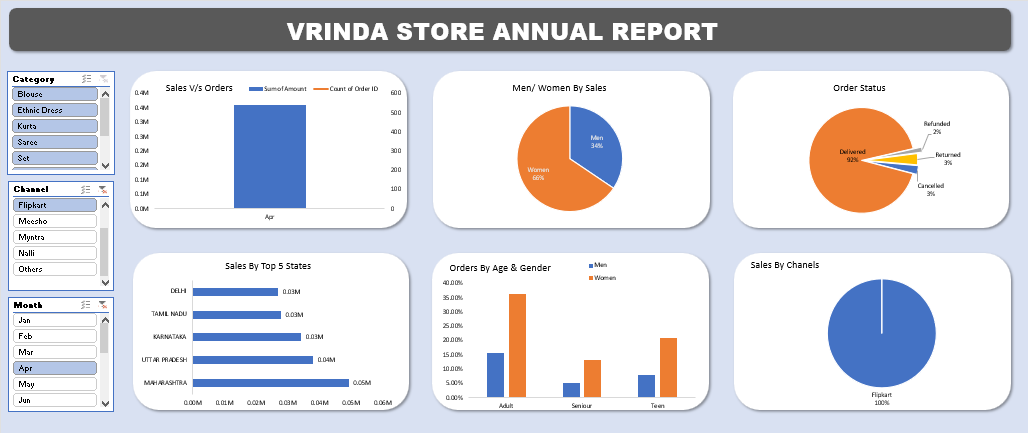 VRINDA STORE ANNUAL REPORT
Category
Blouse
Ethnic Dress
Kurta
Saree
Set
Channel
Flipkart
Meesho
Myntra
Nalli
Others
Month
Jan
Feb
Mar
Apr
May
Jun
Sales V/s Orders
Sum of Amount
Count of Order ID
0.4M
0.4M
0.3M
0.3M
0.2M
0.2M
0.1M
0.1M
0.0M
600
500
400
300
200
100
0
Apr
Men/ Women By Sales
Men
34%
Women
66%
Order Status
Delivered
92%
Refunded
2%
Returned
3%
Cancelled
3%
Sales By Top 5 States
DELHI
0.03M
TAMIL NADU
0.03M
KARNATAKA
0.03M
UTTAR PRADESH
0.04M
MAHARASHTRA
0.05M
0.00M 0.01M 0.02M 0.03M 0.04M 0.05M 0.06M
Orders By Age & Gender
Men
Women
40.00%
35.00%
30.00%
25.00%
20.00%
15.00%
10.00%
5.00%
0.00%
Adult Seniour Teen
Sales By Chanels
Flipkart
100%